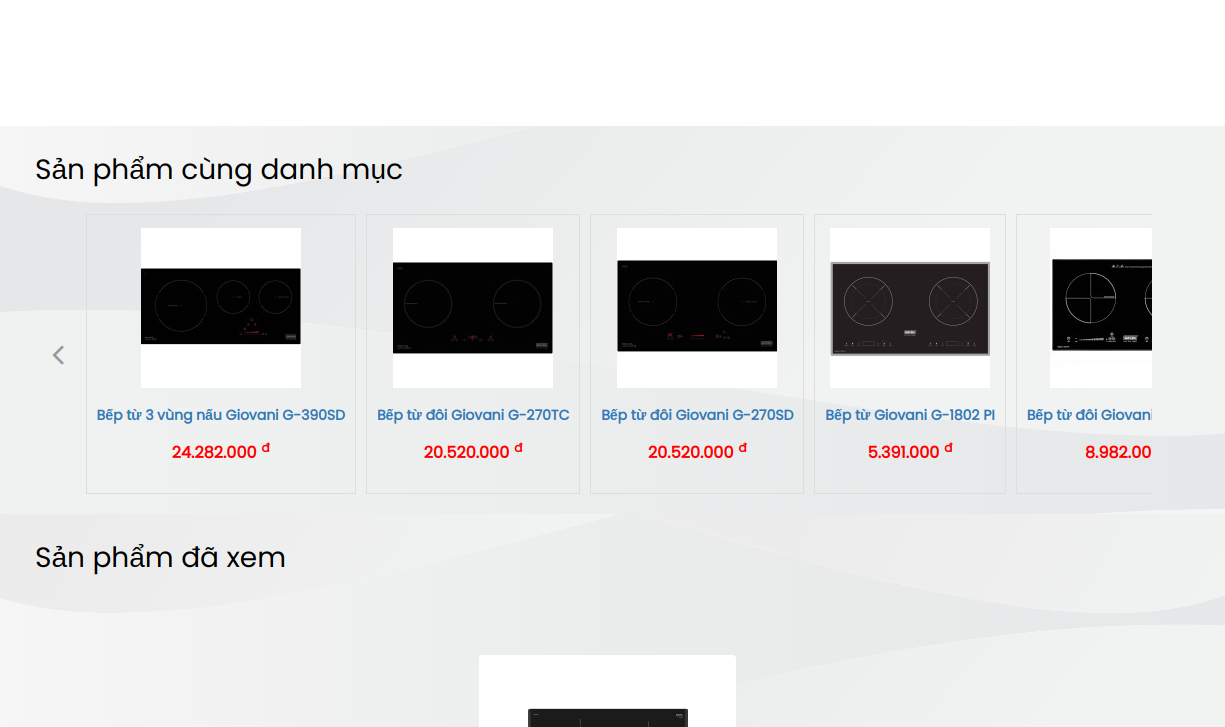 Sản phẩm cùng danh mục
Bếp từ 3 vùng nấu Giovani G-390SD
24.282.000 đ
Bếp từ đôi Giovani G-270TC
20.520.000 đ
Bếp từ đôi Giovani G-270SD
20.520.000 đ
Bếp từ Giovani G-1802 PI
5.391.000 đ
Bếp từ đôi Giovani
8.982.00
Sản phẩm đã xem